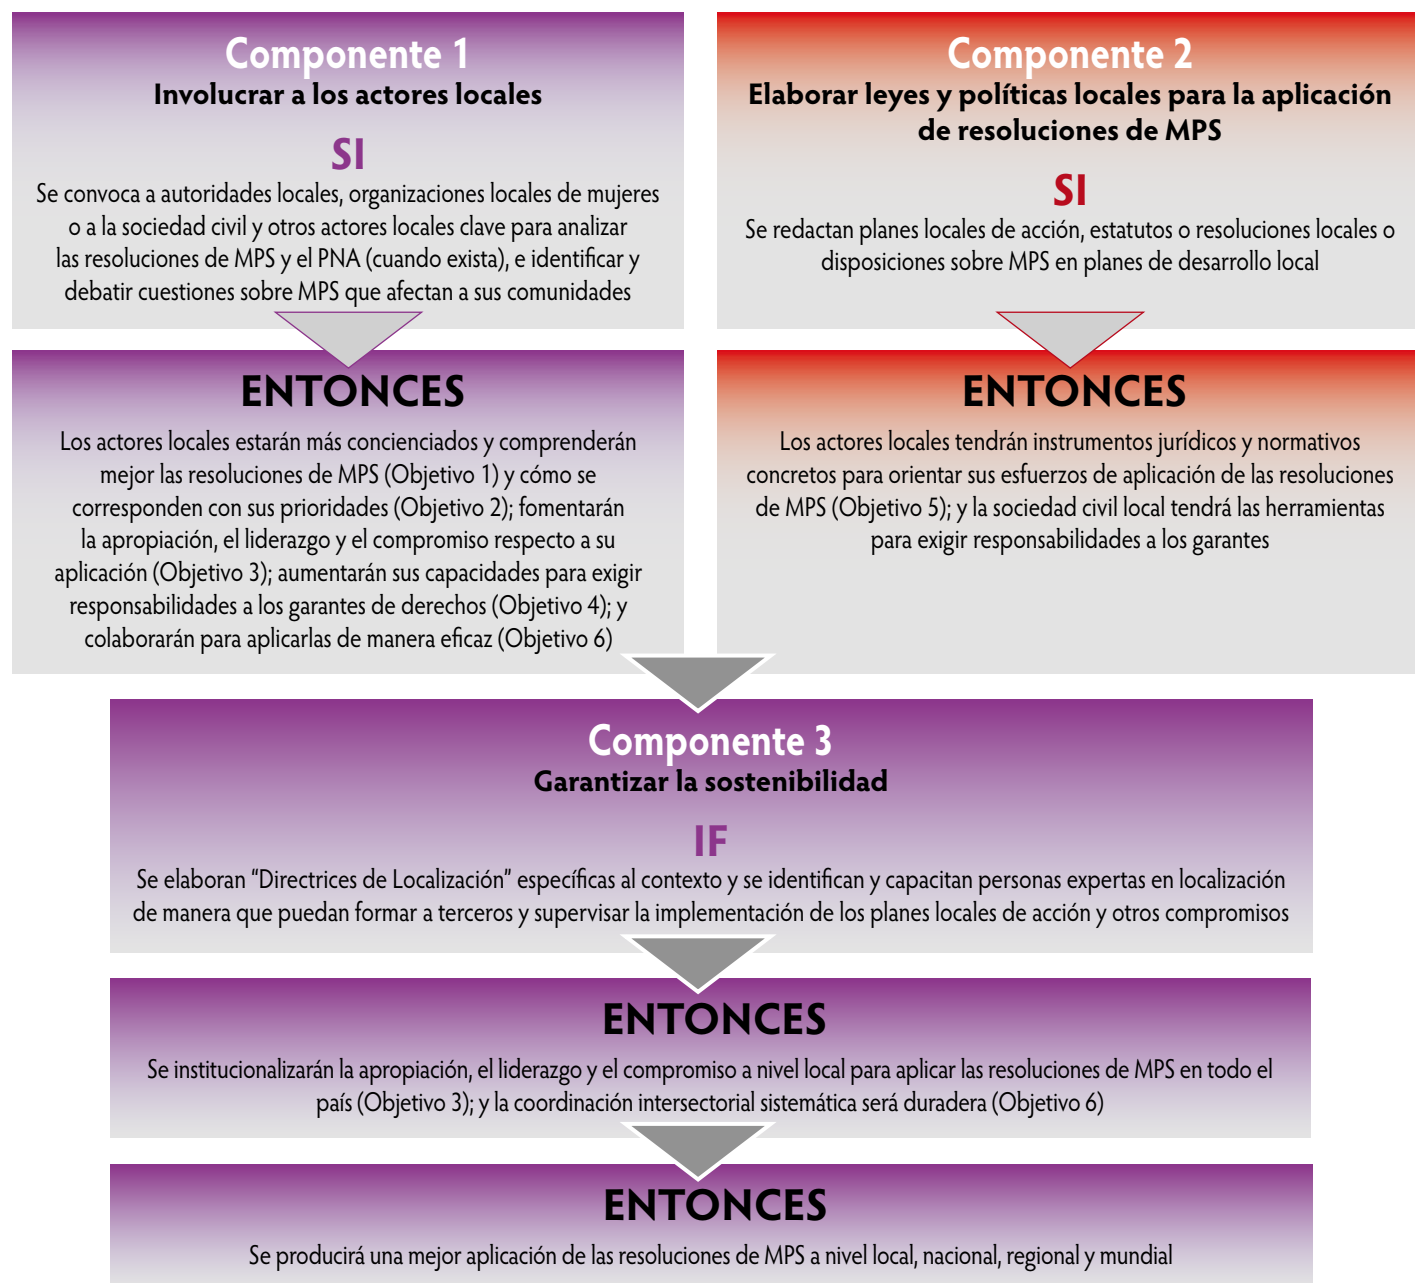 Componente 1
Involucrar a los actores locales
SI
Se convoca a autoridades locales, organizaciones locales de mujeres
o a la sociedad civil y otros actores locales clave para analizar
las resoluciones de MPS y el PNA (cuando exista), e identificar y
debatir cuestiones sobre MPS que afectan a sus comunidades
ENTONCES
Los actores locales estarán más concienciados y comprenderán
mejor las resoluciones de MPS (Objetivo 1) y cómo se
corresponden con sus prioridades (Objetivo 2); fomentarán
la apropiación, el liderazgo y el compromiso respecto a su
aplicación (Objetivo 3); aumentarán sus capacidades para exigir
responsabilidades a los garantes de derechos (Objetivo 4); y
colaborarán para aplicarlas de manera eficaz (Objetivo 6)
Componente 2
Elaborar leyes y políticas locales para la aplicación
de resoluciones de MPS
SI
Se redactan planes locales de acción, estatutos o resoluciones locales o
disposiciones sobre MPS en planes de desarrollo local
ENTONCES
Los actores locales tendrán instrumentos jurídicos y normativos
concretos para orientar sus esfuerzos de aplicación de las resoluciones
de MPS (Objetivo 5); y la sociedad civil local tendrá las herramientas
para exigir responsabilidades a los garantes
Componente 3
Garantizar la sostenibilidad
IF
Se elaboran “Directrices de Localización” específicas al contexto y se identifican y capacitan personas expertas en localización
de manera que puedan formar a terceros y supervisar la implementación de los planes locales de acción y otros compromisos
ENTONCES
Se institucionalizarán la apropiación, el liderazgo y el compromiso a nivel local para aplicar las resoluciones de MPS en todo el
país (Objetivo 3); y la coordinación intersectorial sistemática será duradera (Objetivo 6)
ENTONCES
Se producirá una mejor aplicación de las resoluciones de MPS a nivel local, nacional, regional y mundial